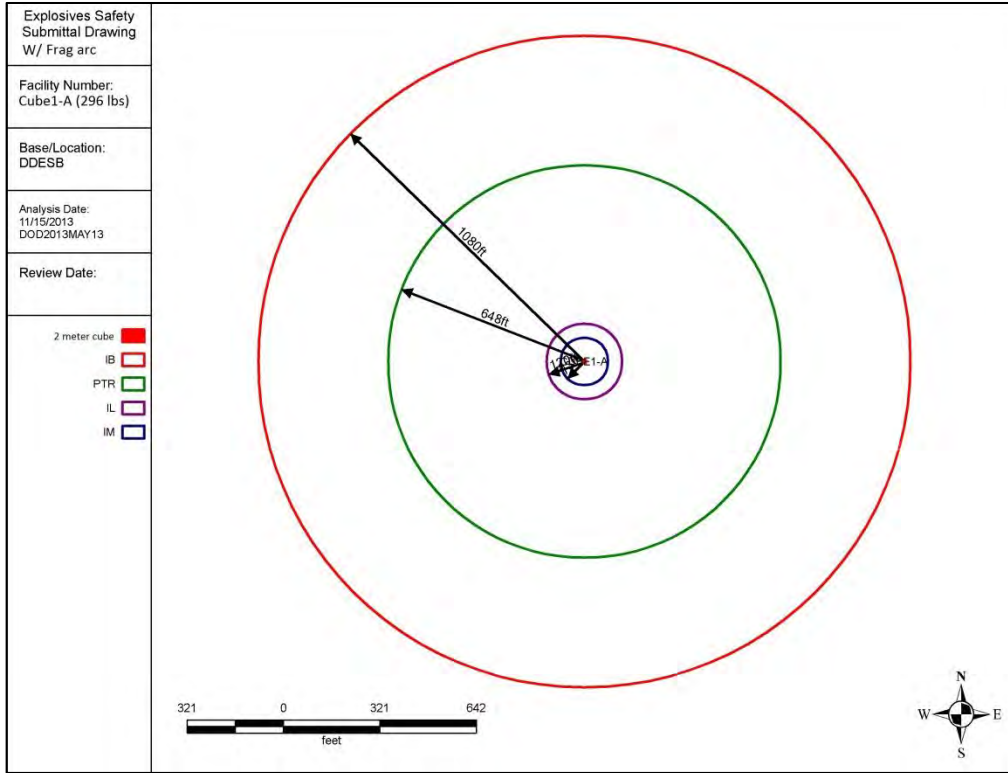 Explosives Safety
Submittal Drawing
W/ Frag arc
Facility Number:
Cube1-A (296 lbs)
Base/Location:
DDESB
Analysis Date:
11/15/2013
DOD2013MAY13
Review Date:
2 meter cube
IB
PTR
IL
IM
1080ft
648ft
E1-A
321
0
321
642
feet
N
W
E
S